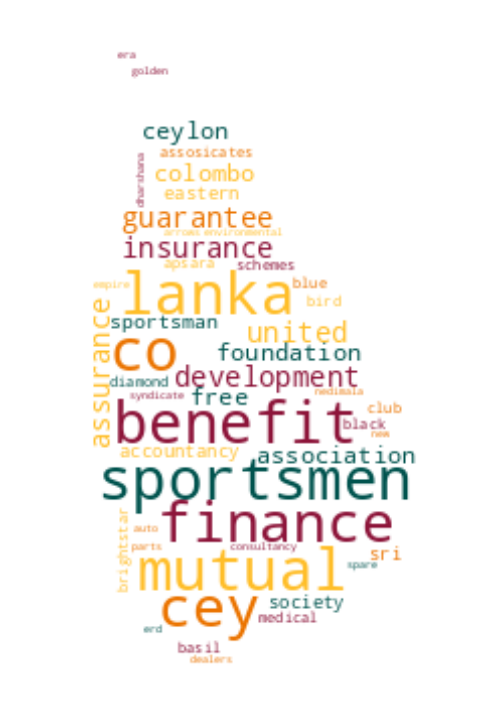 era
golden
ceylon
assosicates
dharshana
colombo
eastern
guarantee
arrows environmental
insurance
apsara schemes
empire lanka blue
bird
assurance
sportsman united
co foundation
diamond development
syndicate free nedimala
benefit club
black
new
accountancy association
sportsmen
finance
brightstar
auto
parts consultancy sri
mutual spare
cey society
medical
erd
basil
dealers